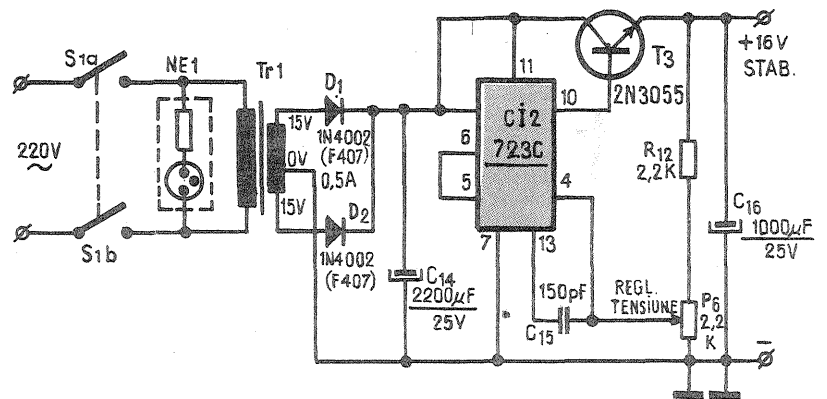 S1a
NE1
Tr1
220V
~
S1b
15V
0V
15V
D1
1N4002
(F407)
0,5A
D2
1N4002
(F407)
C14
2200µF
25V
11
10
6
5
4
7
13
Ci2
723C
T3
2N3055
+16V
STAB.
R12
2,2K
C16
1000µF
25V
150pF
C15
REGL.
TENSIUNE
P6
2,2
K
–